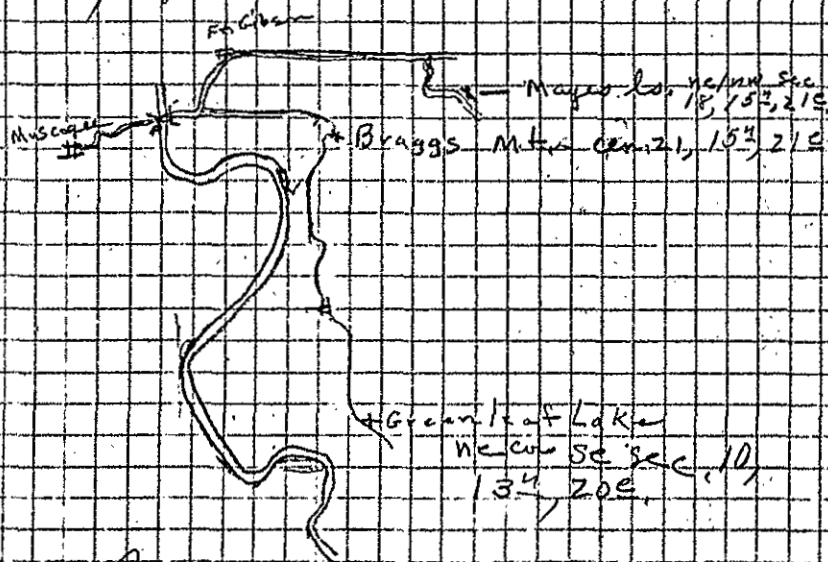 Ft Gibson
Mayes Co, ne/nw sec
18, 15n, 21e
Muscogee
Braggs Mt, cen. 21, 15n, 21e
Greenleaf Lake
ne cor se sec. 10,
13n, 20e,